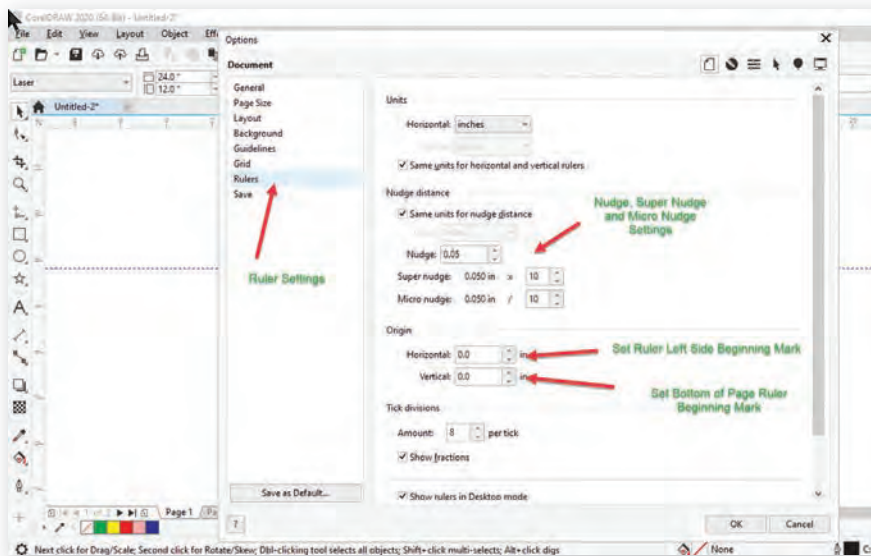 CorelDRAW 2020 (64-Bit) - Untitled-2*
File Edit View Layout Object Effe
Options
Document
Laser
24.0 "
12.0 "
Untitled-2*
General
Page Size
Layout
Background
Guidelines
Grid
Rulers
Save
Ruler Settings
Save as Default...
Units
Horizontal: inches
Same units for horizontal and vertical rulers
Nudge distance
Same units for nudge distance
Nudge: 0.05
Super nudge: 0.050 in x 10
Micro nudge: 0.050 in / 10
Nudge, Super Nudge
and Micro Nudge
Settings
Origin
Horizontal: 0.0 in
Set Ruler Left Side Beginning Mark
Vertical: 0.0 in
Set Bottom of Page Ruler
Beginning Mark
Tick divisions
Amount: 8 per tick
Show fractions
Show rulers in Desktop mode
? OK Cancel
1 of 2 Page 1 Pa
Next click for Drag/Scale; Second click for Rotate/Skew; Dbl-clicking tool selects all objects; Shift+click multi-selects; Alt+click digs
None
C